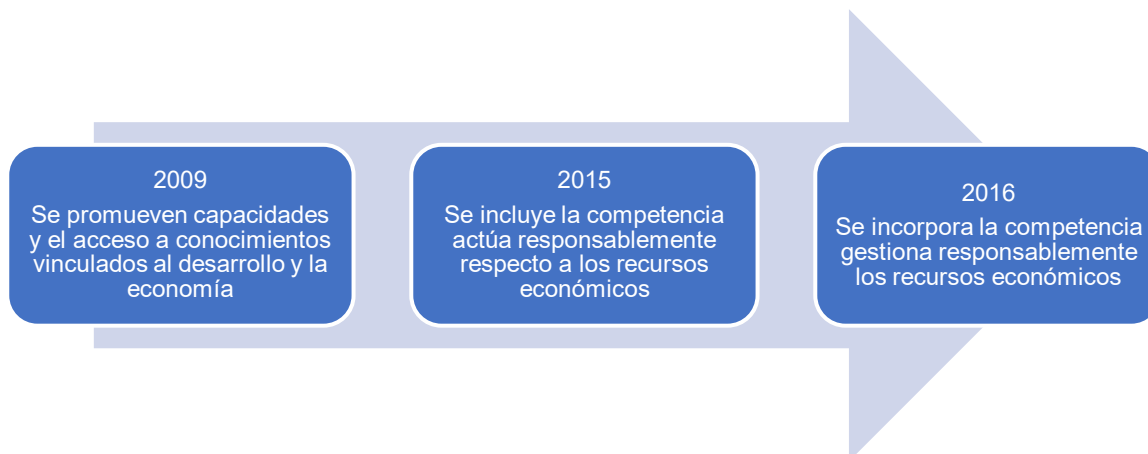 2009
Se promueven capacidades
y el acceso a conocimientos
vinculados al desarrollo y la
economía
2015
Se incluye la competencia
actúa responsablemente
respecto a los recursos
económicos
2016
Se incorpora la competencia
gestiona responsablemente
los recursos económicos